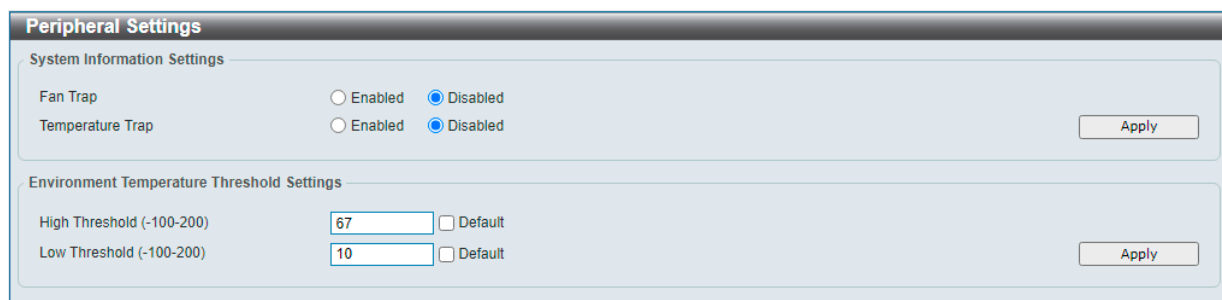 Peripheral Settings
System Information Settings
Fan Trap Enabled Disabled
Temperature Trap Enabled Disabled Apply
Environment Temperature Threshold Settings
High Threshold (-100-200) 67 Default
Low Threshold (-100-200) 10 Default Apply